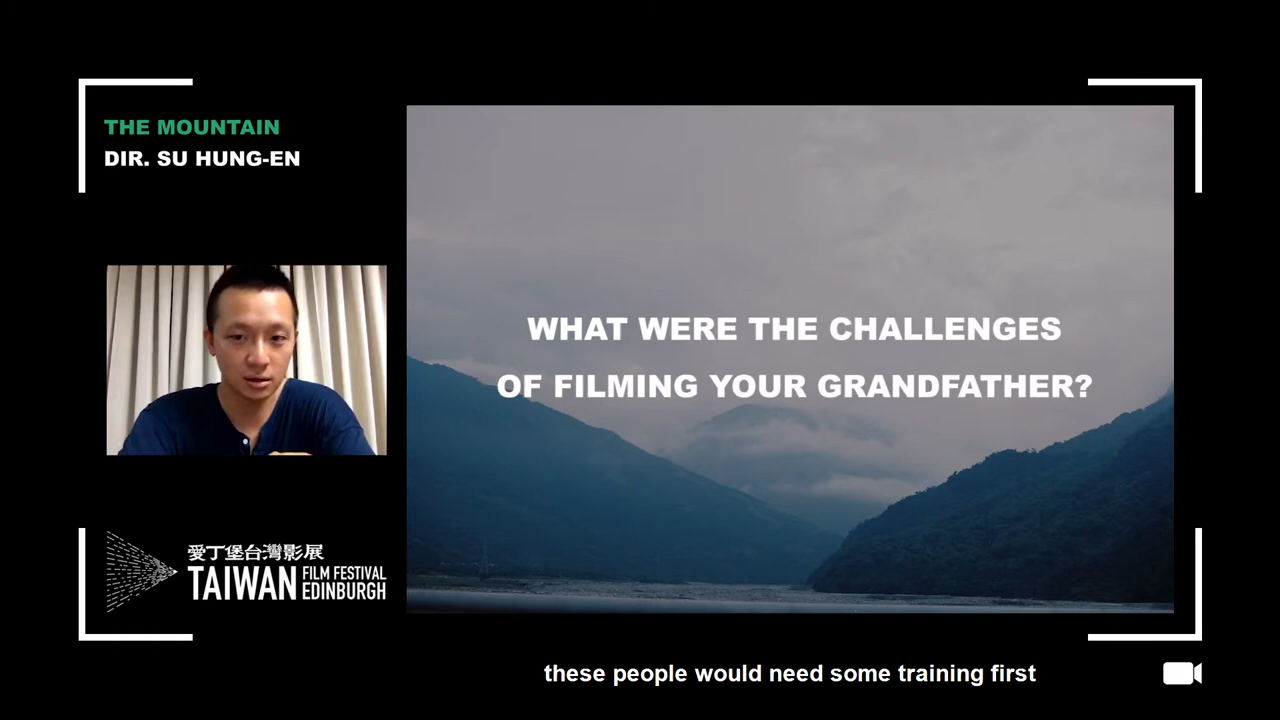 THE MOUNTAIN
DIR. SU HUNG-EN
WHAT WERE THE CHALLENGES
OF FILMING YOUR GRANDFATHER?
愛丁堡台灣影展
TAIWAN FILM FESTIVAL
EDINBURGH
these people would need some training first